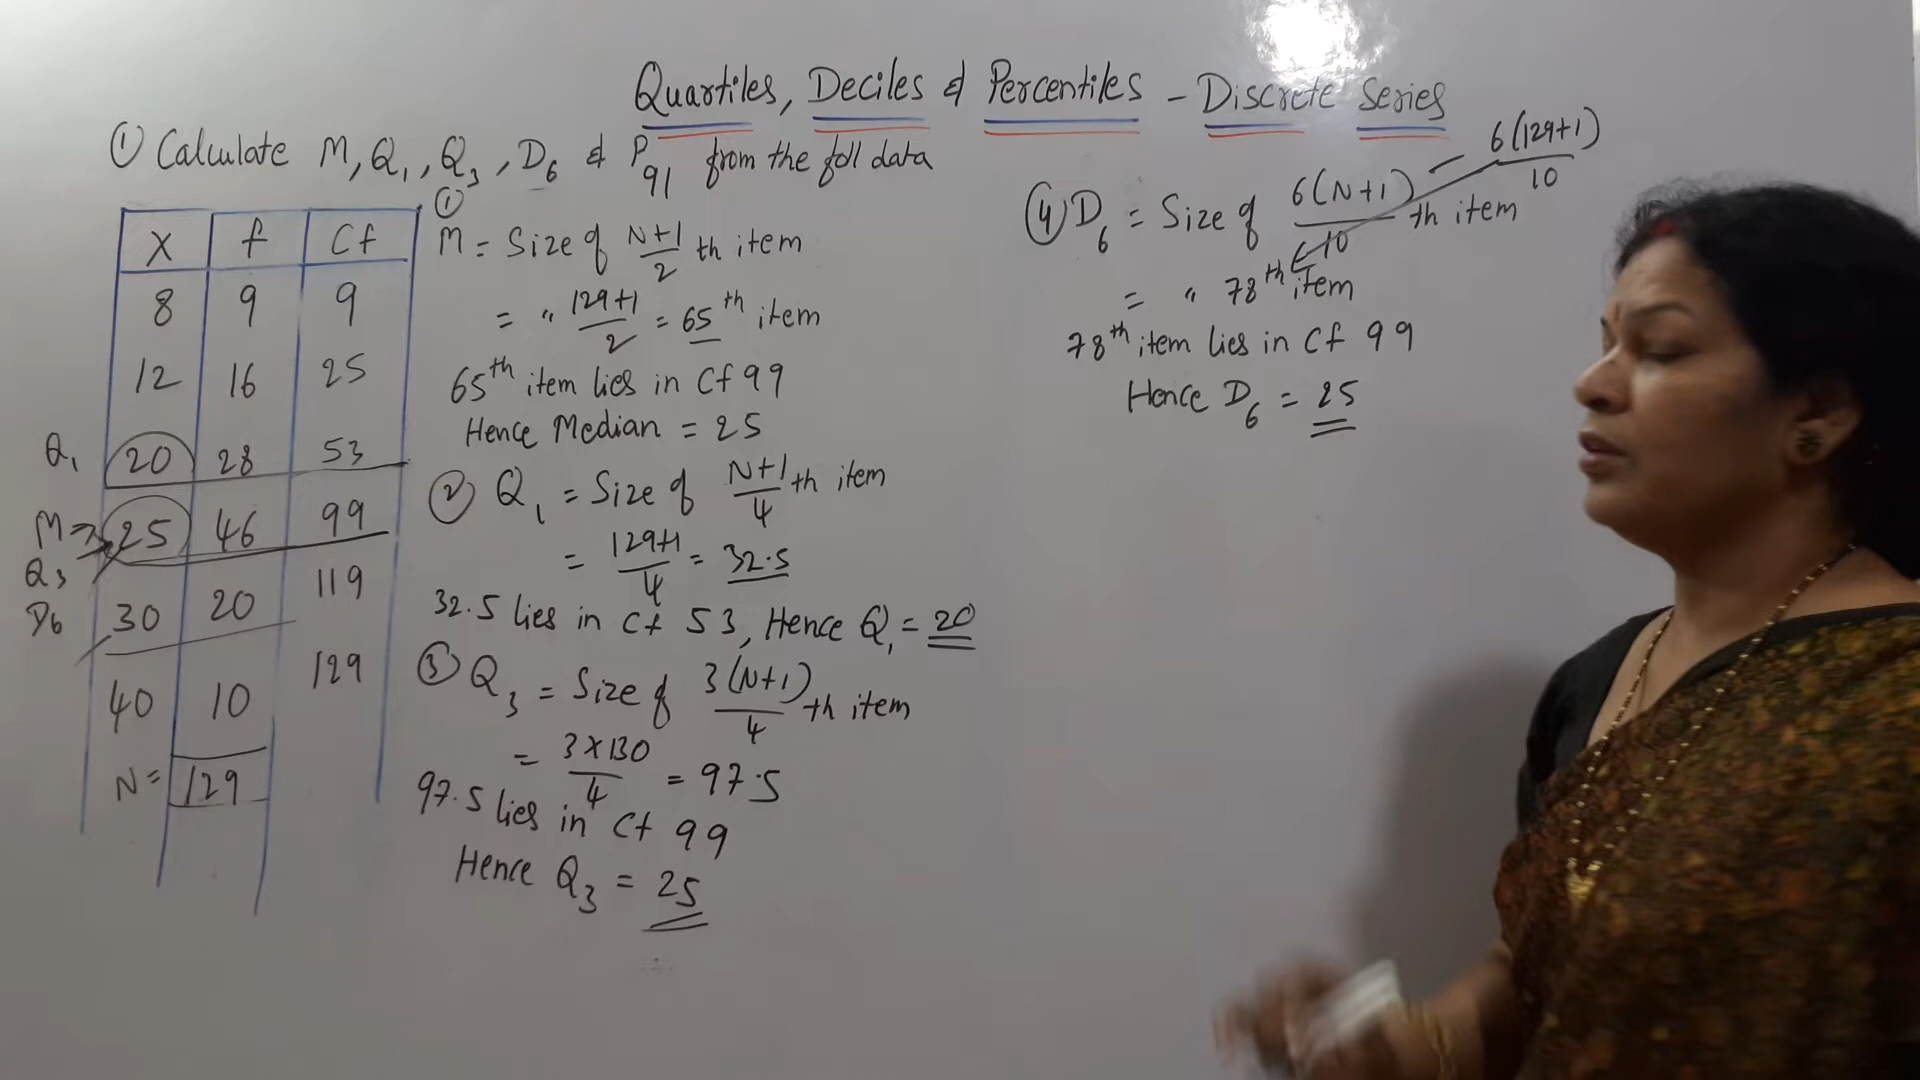 Quartiles, Deciles & Percentiles - Discrete Series
① Calculate M, Q₁, Q₃, D₆ & P₉₁ from the foll data
X f Cf
8 9 9
12 16 25
Q₁ 20 28 53
M⇒ 25 46 99
Q₃
D₆ 30 20 119
40 10 129
N = 129
①
M = Size of N+1/2 th item
= " 129+1/2 = 65th item
65th item lies in Cf 99
Hence Median = 25
② Q₁ = Size of N+1/4 th item
= 129+1/4 = 32.5
32.5 lies in Cf 53, Hence Q₁ = 20
③ Q₃ = Size of 3(N+1)/4 th item
= 3×130/4 = 97.5
97.5 lies in Cf 99
Hence Q₃ = 25
④ D₆ = Size of 6(N+1)/10 th item = 6(129+1)/10
= " 78th item
78th item lies in Cf 99
Hence D₆ = 25